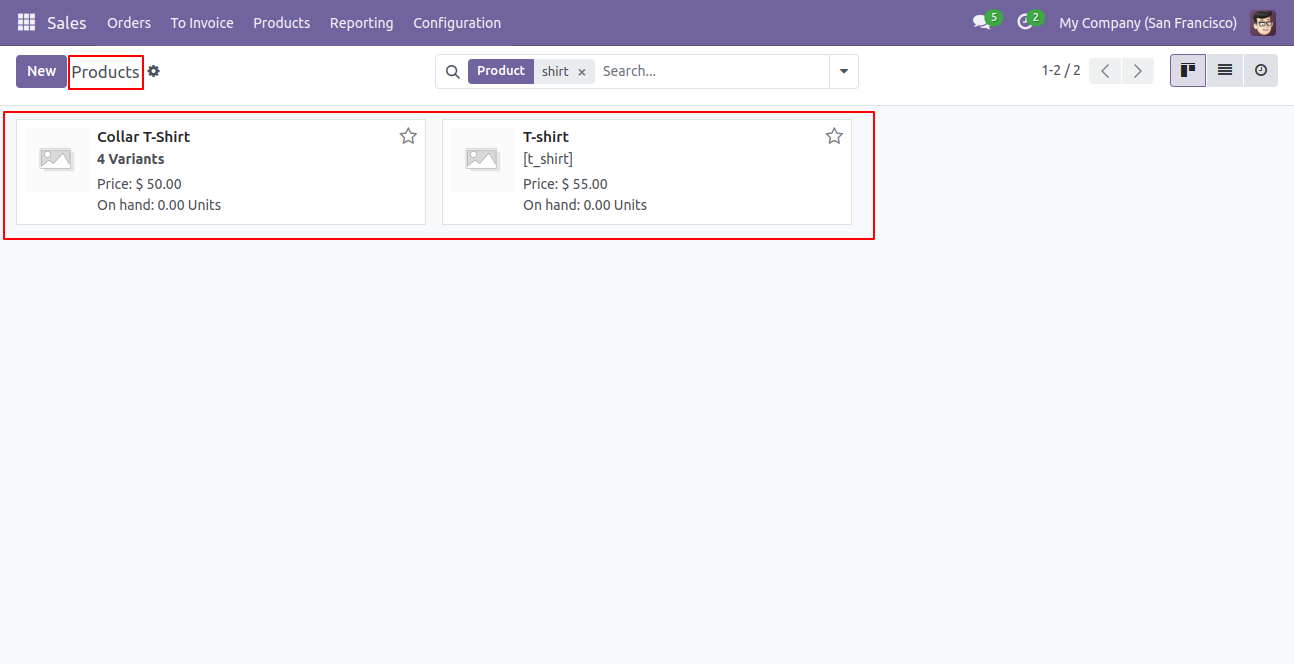 Sales Orders To Invoice Products Reporting Configuration 5 2 My Company (San Francisco)
New Products Product shirt × Search... 1-2 / 2
Collar T-Shirt
4 Variants
Price: $ 50.00
On hand: 0.00 Units
T-shirt
[t_shirt]
Price: $ 55.00
On hand: 0.00 Units